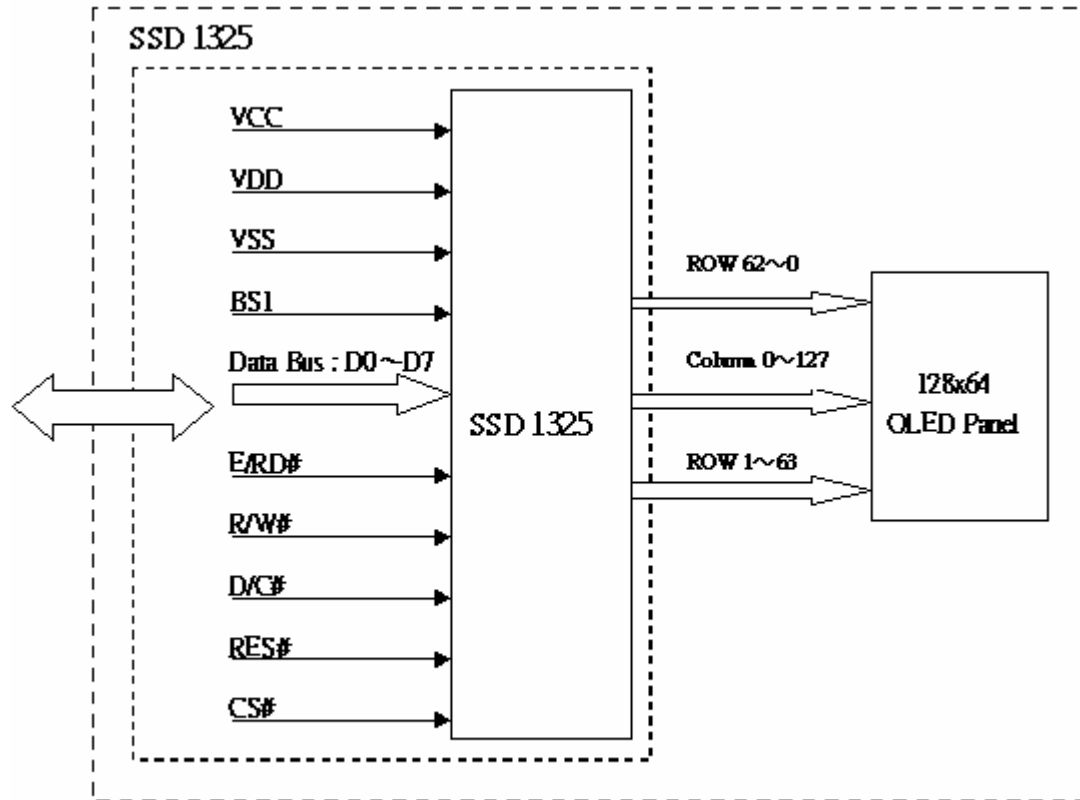 SSD 1325
VCC
VDD
VSS
BS1
Data Bus : D0～D7
E/RD#
R/W#
D/C#
RES#
CS#
SSD 1325
ROW 62～0
Column 0～127
ROW 1～63
128x64
OLED Panel